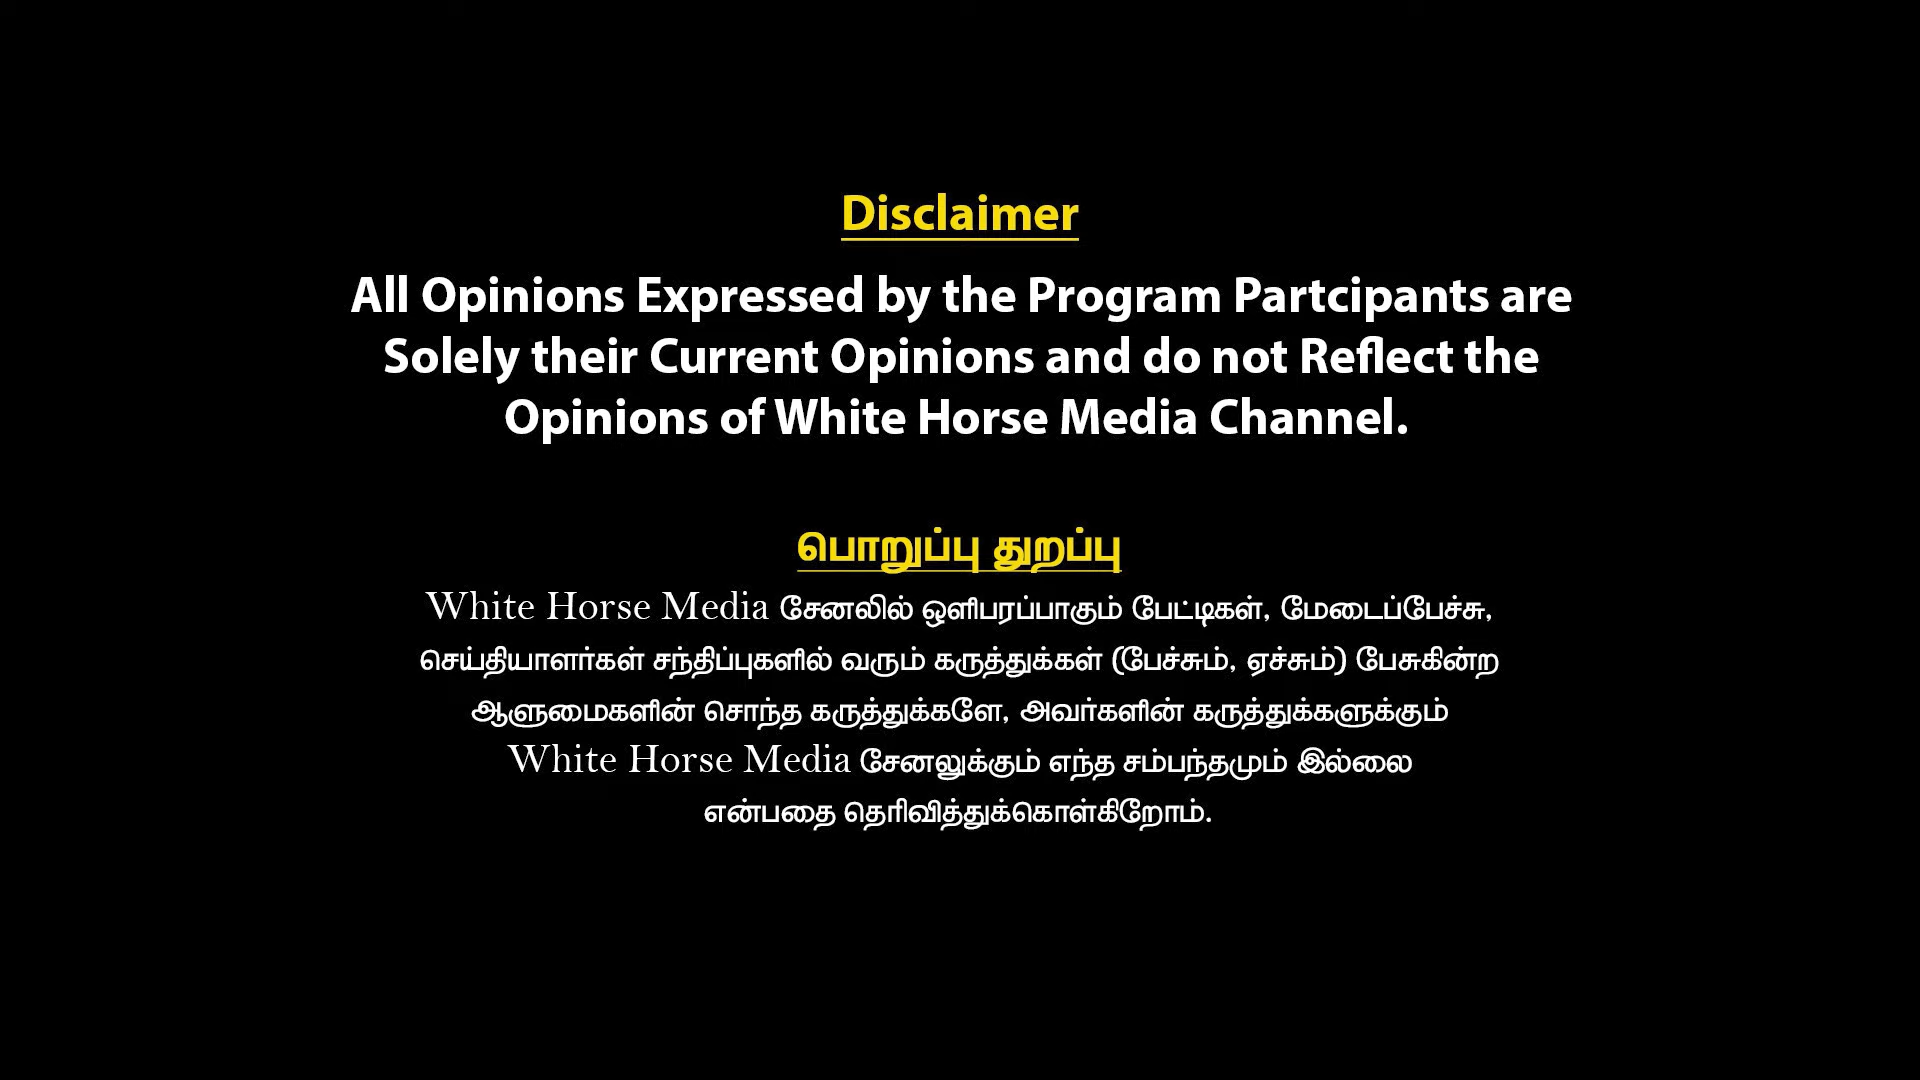 Disclaimer
All Opinions Expressed by the Program Partcipants are
Solely their Current Opinions and do not Reflect the
Opinions of White Horse Media Channel.
பொறுப்பு துறப்பு
White Horse Media சேனலில் ஒளிபரப்பாகும் பேட்டிகள், மேடைப்பேச்சு,
செய்தியாளர்கள் சந்திப்புகளில் வரும் கருத்துக்கள் (பேச்சும், ஏச்சும்) பேசுகின்ற
ஆளுமைகளின் சொந்த கருத்துக்களே, அவர்களின் கருத்துக்களுக்கும்
White Horse Media சேனலுக்கும் எந்த சம்பந்தமும் இல்லை
என்பதை தெரிவித்துக்கொள்கிறோம்.